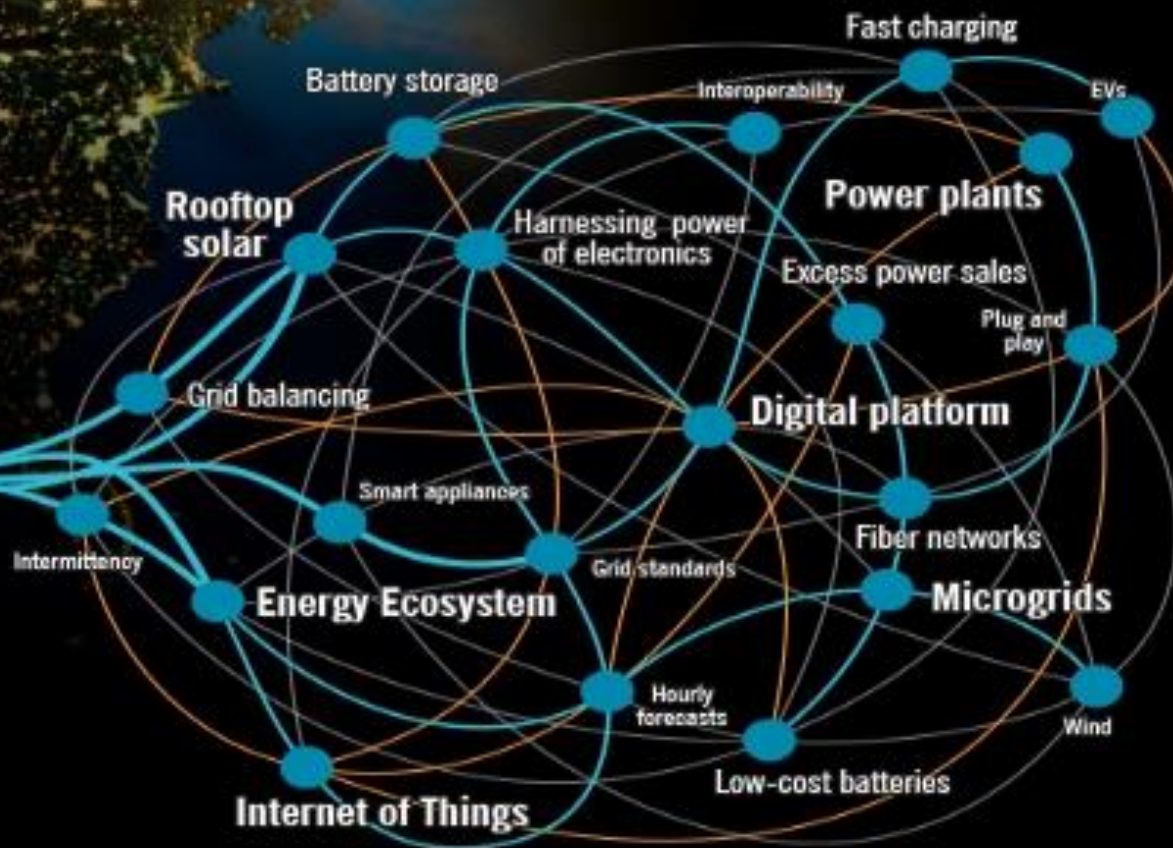 Fast charging
Battery storage
Interoperability
EVs
Rooftop
solar
Power plants
Harnessing power
of electronics
Excess power sales
Plug and
play
Grid balancing
Digital platform
Smart appliances
Fiber networks
Intermittency
Grid standards
Energy Ecosystem
Microgrids
Hourly
forecasts
Wind
Low-cost batteries
Internet of Things